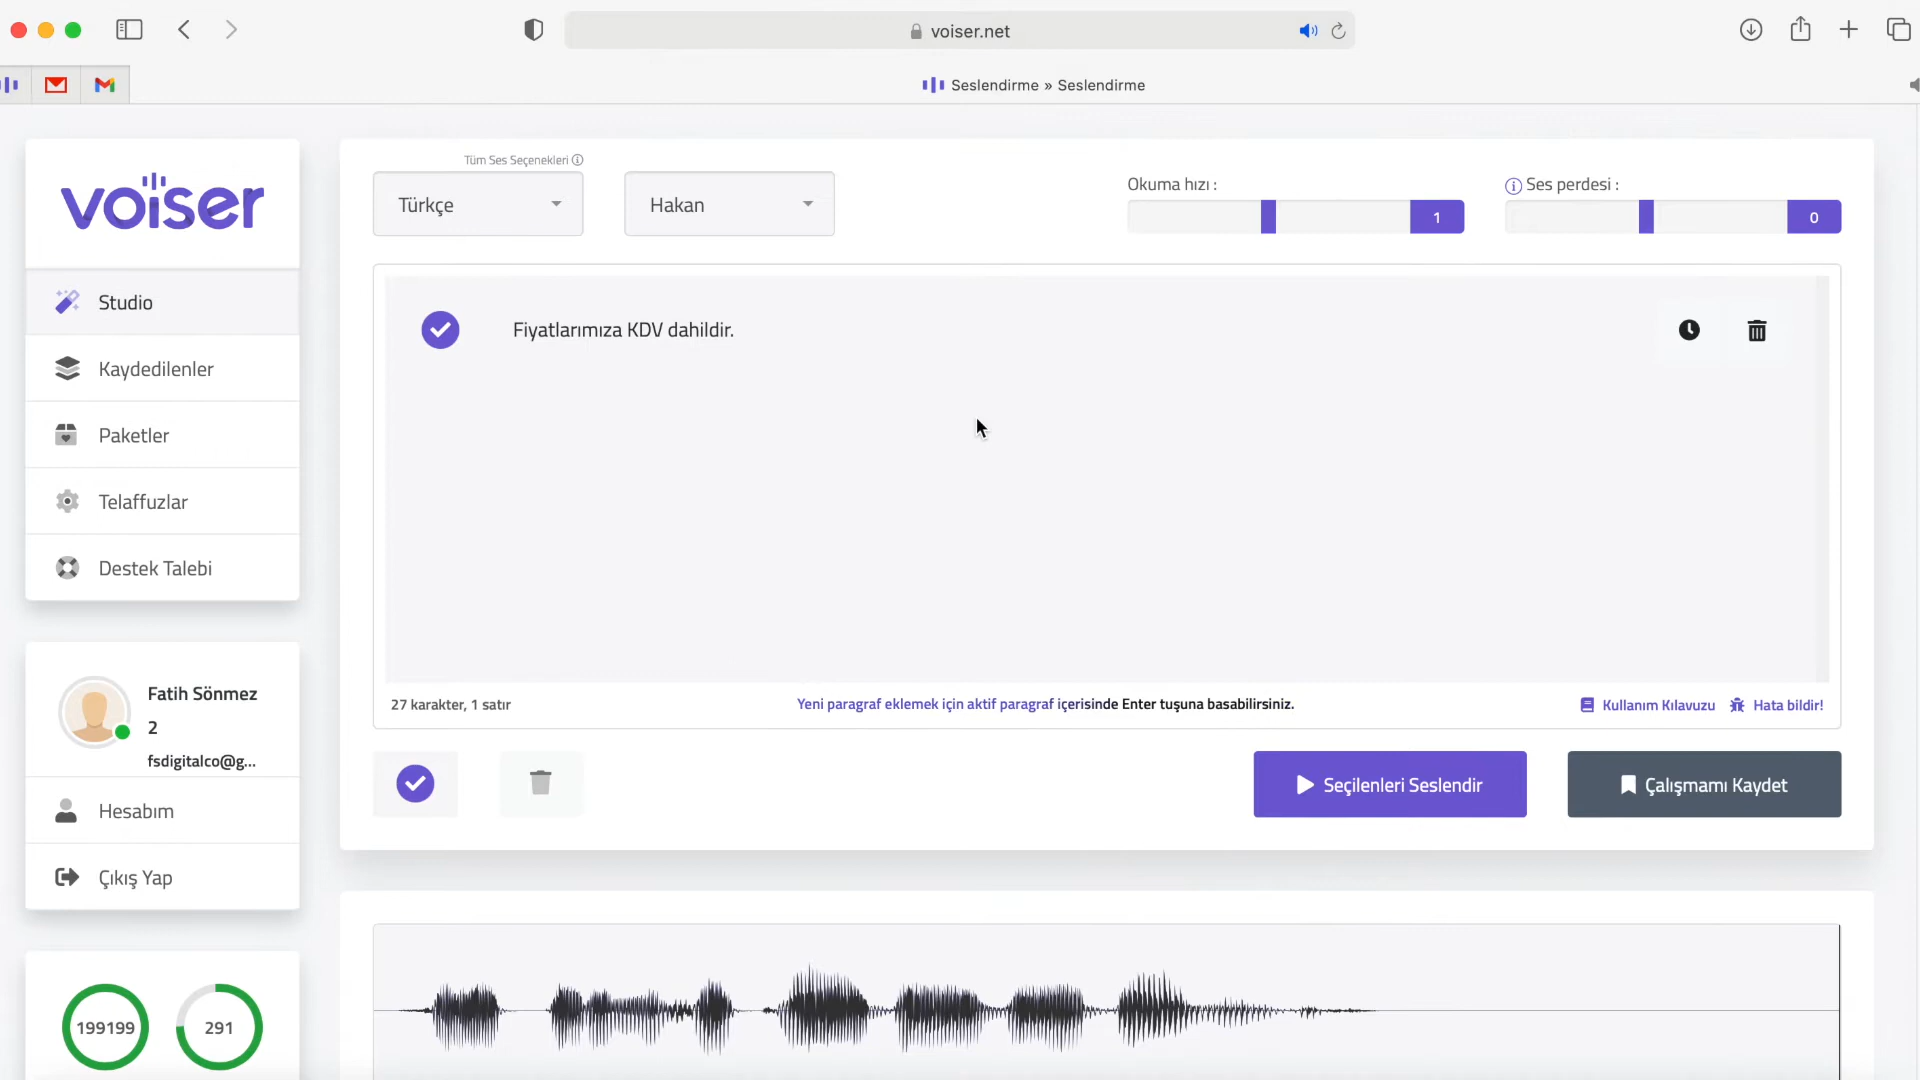 voiser.net
Seslendirme » Seslendirme
voiser
Studio
Kaydedilenler
Paketler
Telaffuzlar
Destek Talebi
Fatih Sönmez
2
fsdigitalco@g...
Hesabım
Çıkış Yap
199199
291
Tüm Ses Seçenekleri
Türkçe
Hakan
Okuma hızı :
1
Ses perdesi :
0
Fiyatlarımıza KDV dahildir.
27 karakter, 1 satır
Yeni paragraf eklemek için aktif paragraf içerisinde Enter tuşuna basabilirsiniz.
Kullanım Kılavuzu
Hata bildir!
Seçilenleri Seslendir
Çalışmamı Kaydet